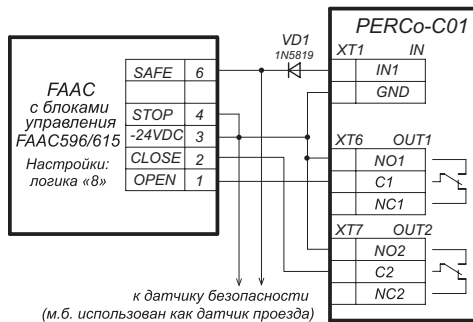 PERCo-C01
VD1
1N5819
XT1 IN
IN1
GND
FAAC
с блоками
управления
FAAC596/615
Настройки:
логика «8»
SAFE 6
STOP 4
-24VDC 3
CLOSE 2
OPEN 1
XT6 OUT1
NO1
C1
NC1
XT7 OUT2
NO2
C2
NC2
к датчику безопасности
(м.б. использован как датчик проезда)